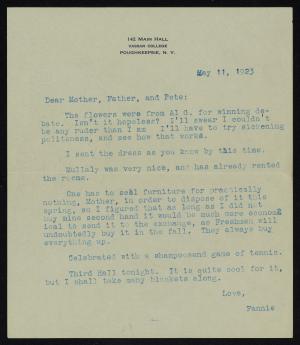 142 MAIN HALL
VASSAR COLLEGE
POUGHKEEPSIE, N. Y.
May 11, 1923
Dear Mother, Father, and Pete:
The flowers were from Al G. for winning de-
bate. Isn't it hopeless? I'll swear I couldn't
be any ruder than I am I'll have to try sickening
politeness, and see how that works.
I sent the dress as you know by this time.
Mullaly was very nice, and has already rented
the rooms.
One has to sell furniture for practically
nothing, Mother, in order to dispose of it this
spring, so I figured that as long as I did not
buy mine second hand it would be much more econom
ical to send it to the exchange, as Freshmen will
undoubtedly buy it in the fall. They always buy
everything up.
Celebrated with a shampoo and game of tennis.
Third Hall tonight. It is quite cool for it,
but I shall take many blankets along.
Love,
Fannie